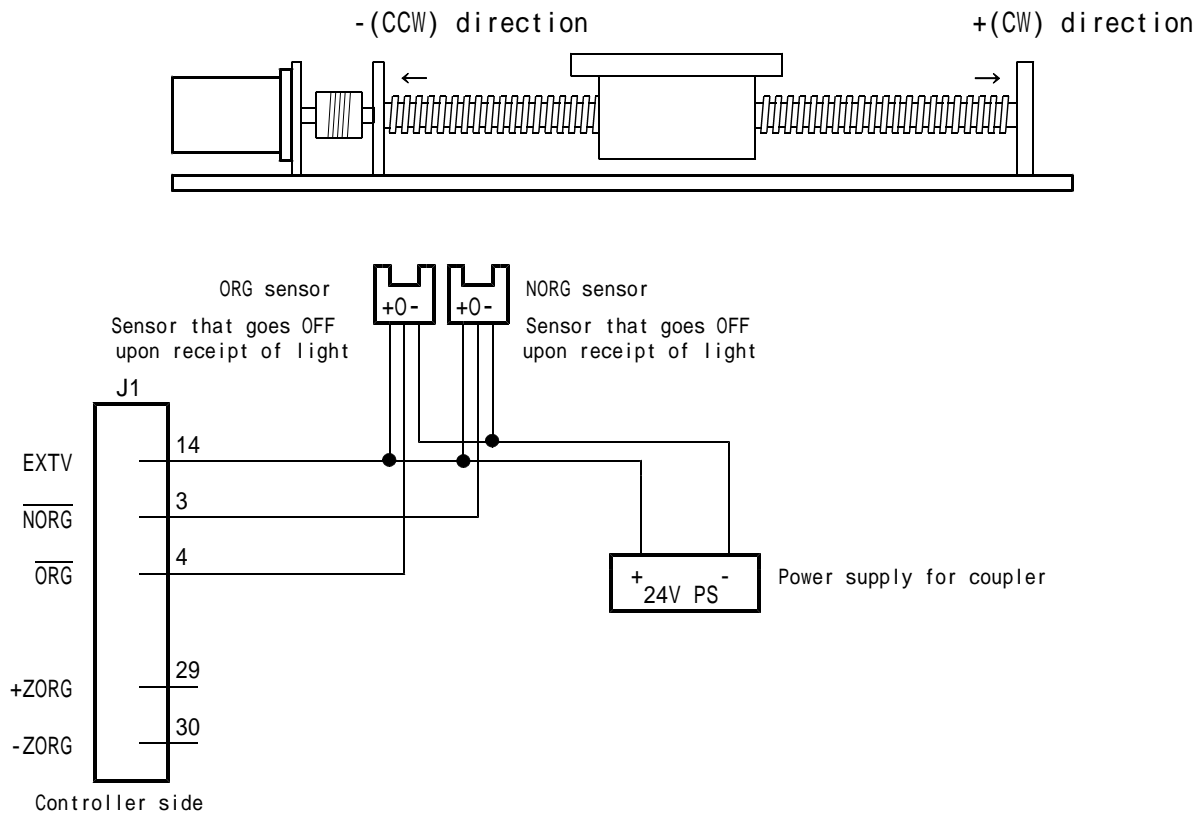 -(CCW) direction
+(CW) direction
← →
ORG sensor
Sensor that goes OFF
upon receipt of light
+O-
+O-
NORG sensor
Sensor that goes OFF
upon receipt of light
J1
EXTV 14
NORG 3
ORG 4
+ZORG 29
-ZORG 30
Controller side
+ -
24V PS
Power supply for coupler